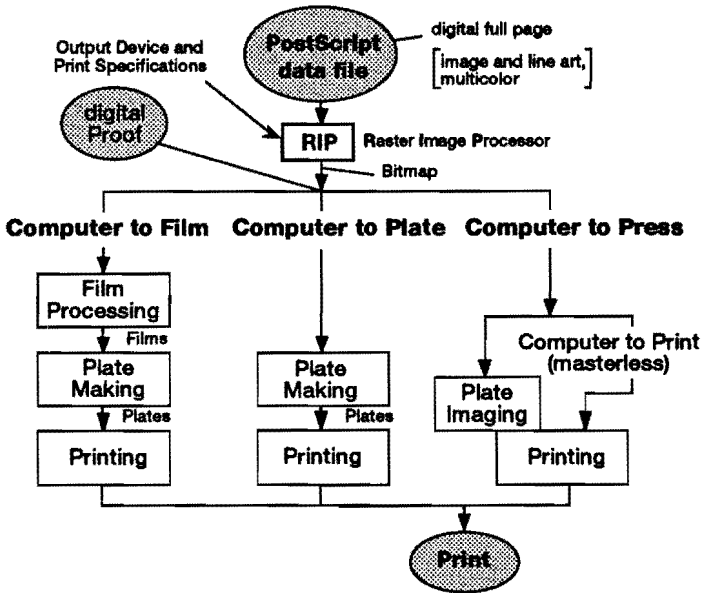 PostScript
data file
digital full page
[image and line art,
multicolor]
Output Device and
Print Specifications
digital
Proof
RIP
Raster Image Processor
Bitmap
Computer to Film
Computer to Plate
Computer to Press
Film
Processing
Films
Plate
Making
Plates
Printing
Plate
Making
Plates
Printing
Computer to Print
(masterless)
Plate
Imaging
Printing
Print